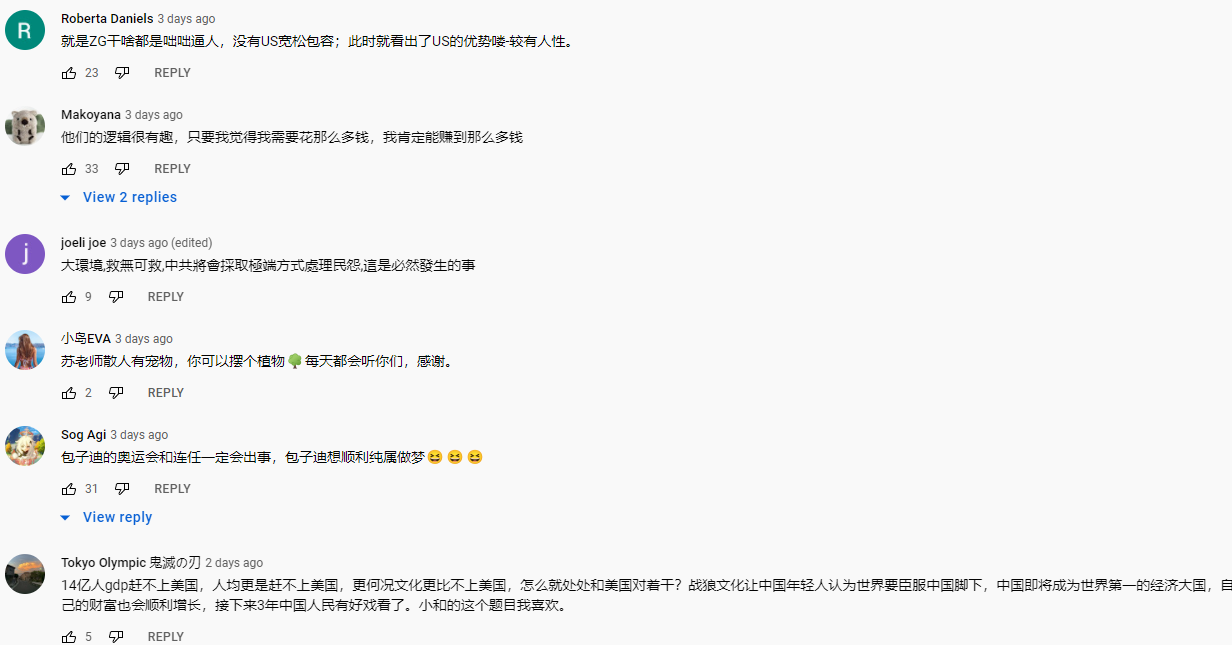 R
Roberta Daniels 3 days ago
就是ZG干啥都是咄咄逼人，没有US宽松包容；此时就看出了US的优势喽-较有人性。
23 REPLY
Makoyana 3 days ago
他们的逻辑很有趣，只要我觉得我需要花那么多钱，我肯定能赚到那么多钱
33 REPLY
View 2 replies
j
joeli joe 3 days ago (edited)
大環境,救無可救,中共將會採取極端方式處理民怨,這是必然發生的事
9 REPLY
小鸟EVA 3 days ago
苏老师散人有宠物，你可以摆个植物🌳每天都会听你们，感谢。
2 REPLY
Sog Agi 3 days ago
包子迪的奥运会和连任一定会出事，包子迪想顺利纯属做梦😆😆😆
31 REPLY
View reply
Tokyo Olympic 鬼滅の刃 2 days ago
14亿人gdp赶不上美国，人均更是赶不上美国，更何况文化更比不上美国，怎么就处处和美国对着干？战狼文化让中国年轻人认为世界要臣服中国脚下，中国即将成为世界第一的经济大国，自
己的财富也会顺利增长，接下来3年中国人民有好戏看了。小和的这个题目我喜欢。
5 REPLY